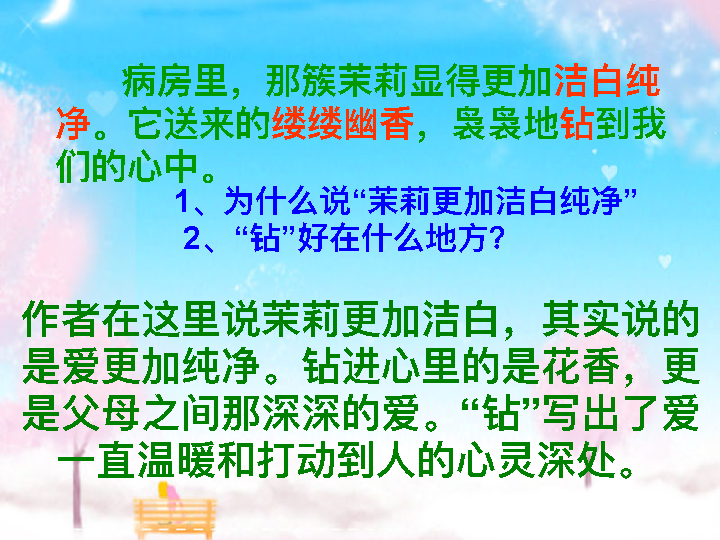 病房里，那簇茉莉显得更加洁白纯
净。它送来的缕缕幽香，袅袅地钻到我
们的心中。
1、为什么说“茉莉更加洁白纯净”
2、“钻”好在什么地方？
作者在这里说茉莉更加洁白，其实说的
是爱更加纯净。钻进心里的是花香，更
是父母之间那深深的爱。“钻”写出了爱
一直温暖和打动到人的心灵深处。